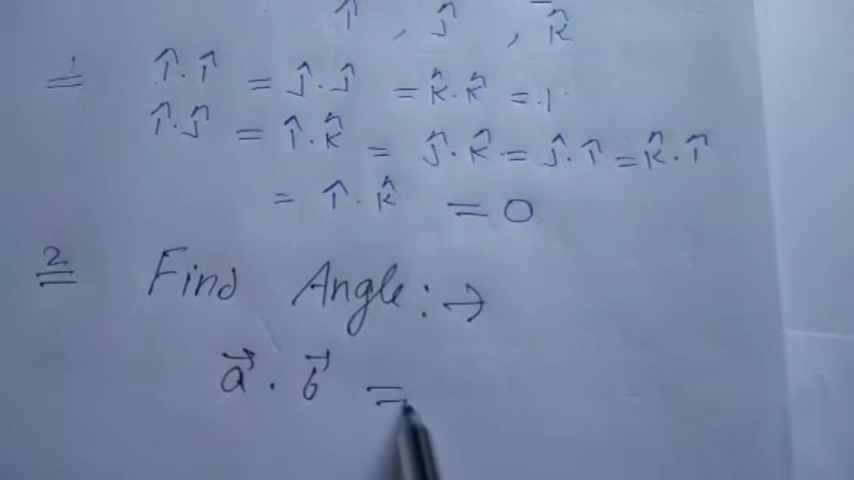 î , ĵ , k̂
1 î . î = ĵ . ĵ = k̂ . k̂ = 1
î . ĵ = î . k̂ = ĵ . k̂ = ĵ . î = k̂ . î
= î . k̂ = 0
2 Find Angle :→
a⃗ . b⃗ =